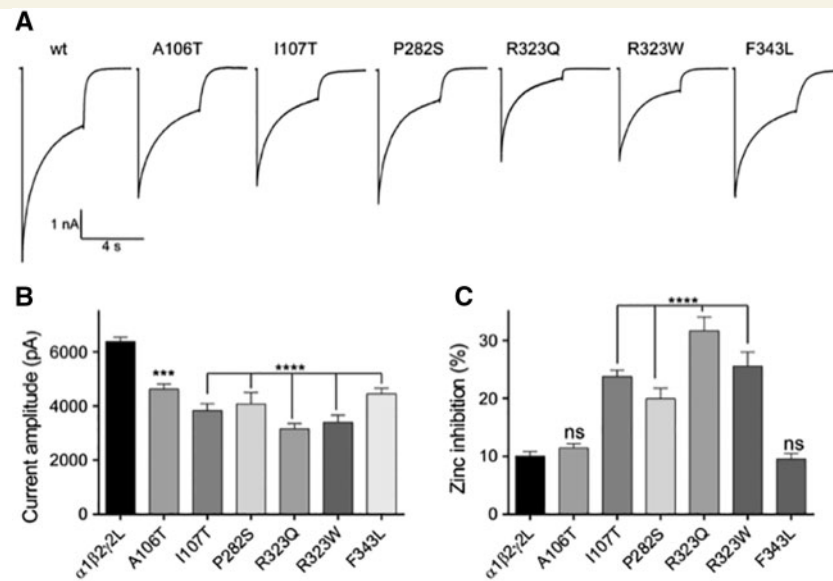 A
wt A106T I107T P282S R323Q R323W F343L
1 nA
4 s
B
Current amplitude (pA)
6000
4000
2000
0
***
****
α1β2γ2L A106T I107T P282S R323Q R323W F343L
C
Zinc inhibition (%)
30
20
10
0
****
ns
ns
α1β2γ2L A106T I107T P282S R323Q R323W F343L